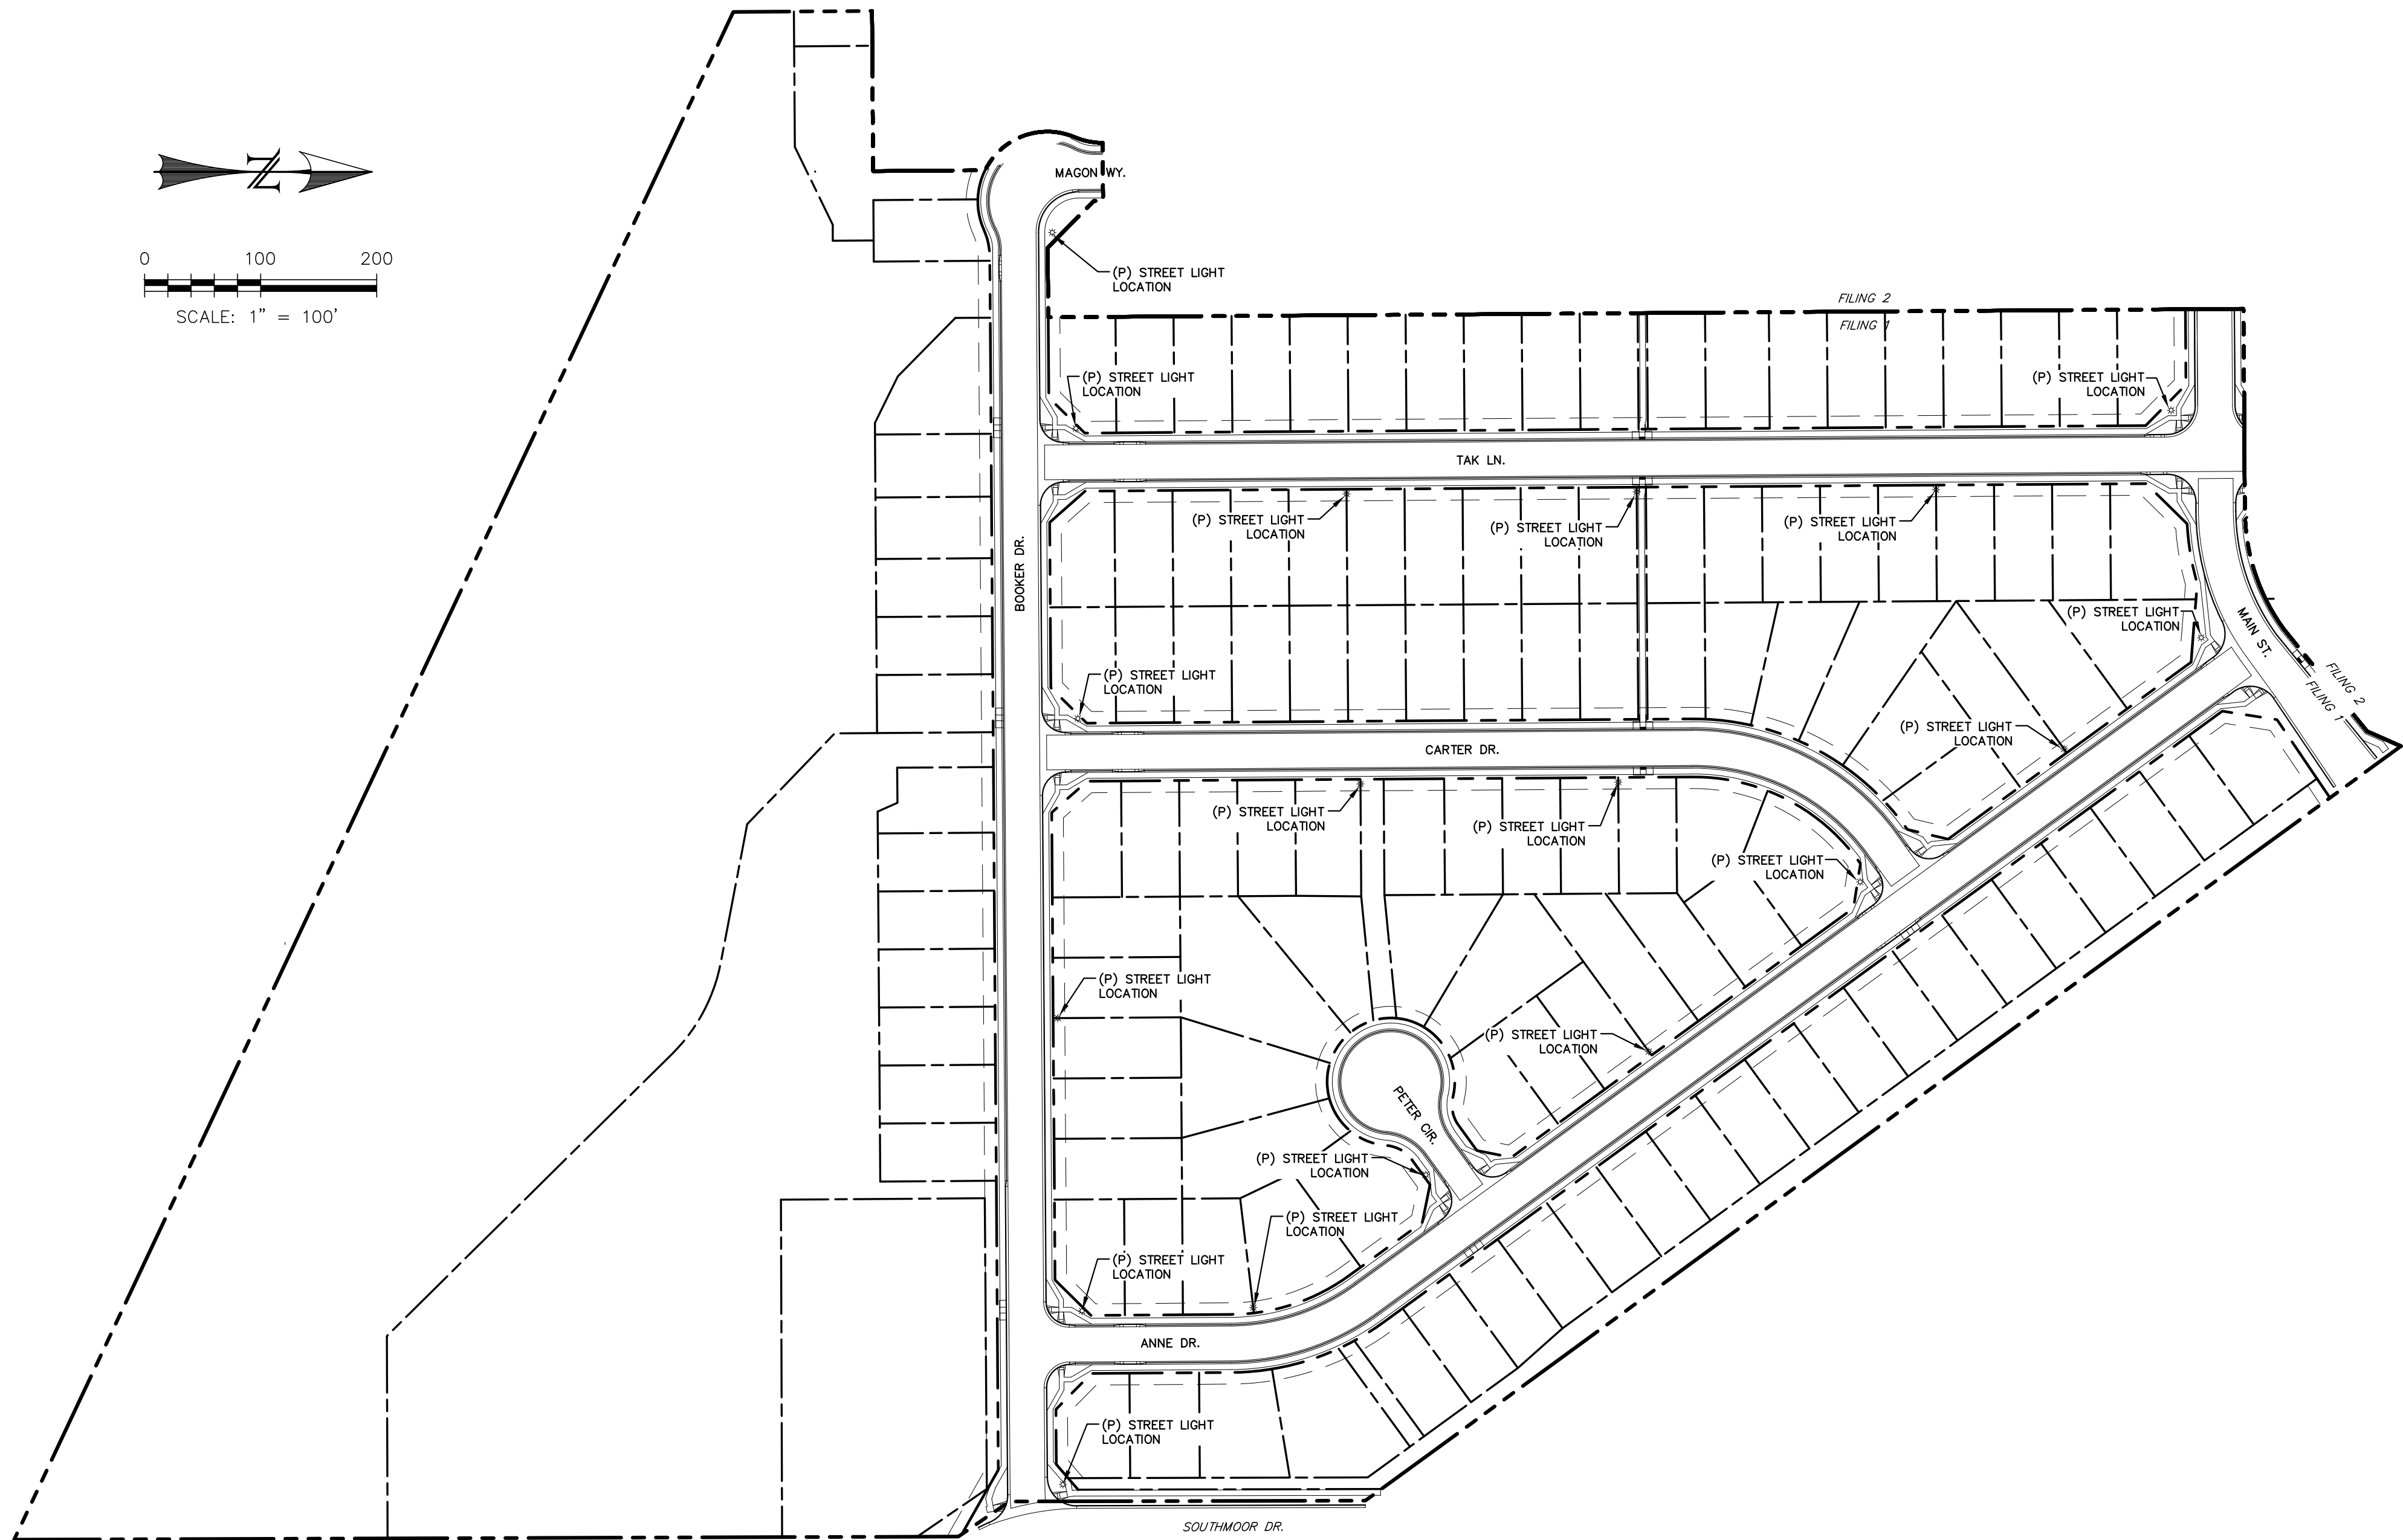 N
0 100 200
SCALE: 1" = 100'
MAGON WY.
(P) STREET LIGHT
LOCATION
FILING 2
FILING 1
(P) STREET LIGHT
LOCATION
(P) STREET LIGHT
LOCATION
TAK LN.
(P) STREET LIGHT
LOCATION
(P) STREET LIGHT
LOCATION
(P) STREET LIGHT
LOCATION
BOOKER DR.
(P) STREET LIGHT
LOCATION
MAIN ST.
FILING 2
FILING 1
(P) STREET LIGHT
LOCATION
(P) STREET LIGHT
LOCATION
CARTER DR.
(P) STREET LIGHT
LOCATION
(P) STREET LIGHT
LOCATION
(P) STREET LIGHT
LOCATION
(P) STREET LIGHT
LOCATION
(P) STREET LIGHT
LOCATION
PETER CIR.
(P) STREET LIGHT
LOCATION
(P) STREET LIGHT
LOCATION
(P) STREET LIGHT
LOCATION
ANNE DR.
(P) STREET LIGHT
LOCATION
SOUTHMOOR DR.